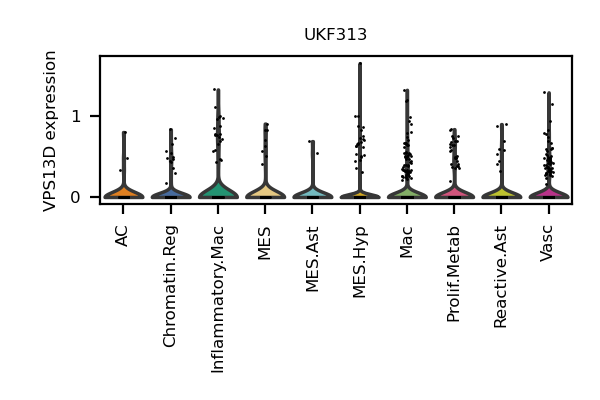 UKF313
VPS13D expression
1
0
AC
Chromatin.Reg
Inflammatory.Mac
MES
MES.Ast
MES.Hyp
Mac
Prolif.Metab
Reactive.Ast
Vasc